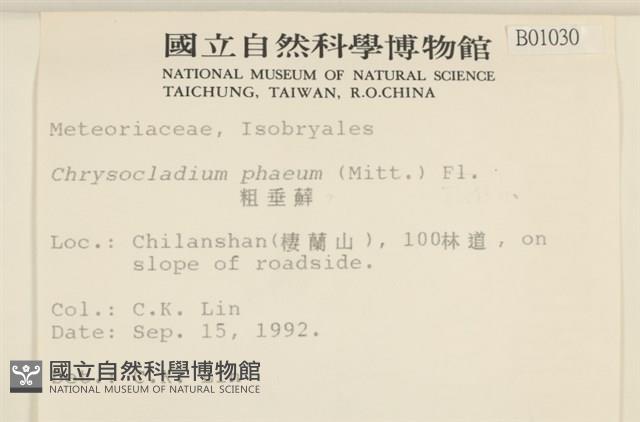 國立自然科學博物館
B01030
NATIONAL MUSEUM OF NATURAL SCIENCE
TAICHUNG, TAIWAN, R.O.CHINA
Meteoriaceae, Isobryales
Chrysocladium phaeum (Mitt.) Fl.
粗垂蘚
Loc.: Chilanshan(棲蘭山), 100林道, on
slope of roadside.
Col.: C.K. Lin
Date: Sep. 15, 1992.
國立自然科學博物館
NATIONAL MUSEUM OF NATURAL SCIENCE